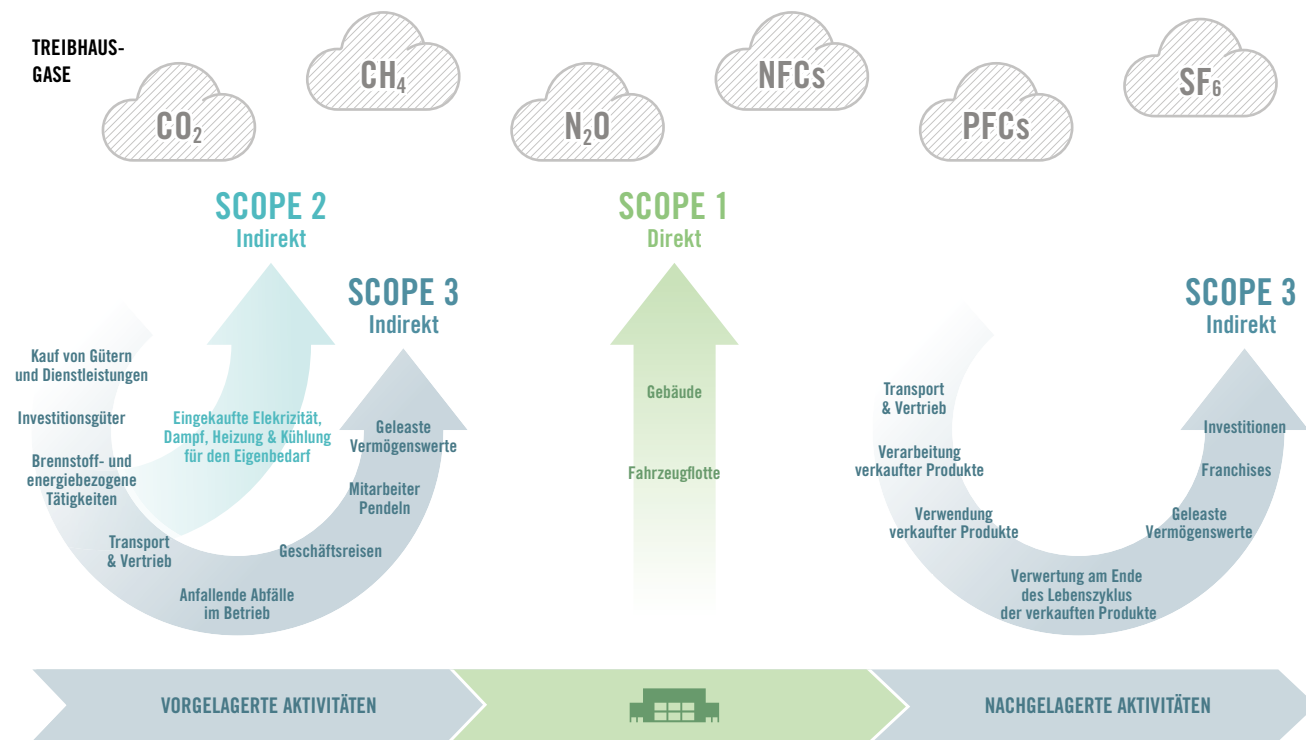 TREIBHAUS-
GASE
CO₂
CH₄
N₂O
NFCs
PFCs
SF₆
SCOPE 2
Indirekt
SCOPE 3
Indirekt
Kauf von Gütern
und Dienstleistungen
Investitionsgüter
Brennstoff- und
energiebezogene
Tätigkeiten
Transport
& Vertrieb
Anfallende Abfälle
im Betrieb
Geschäftsreisen
Mitarbeiter
Pendeln
Geleaste
Vermögenswerte
Eingekaufte Elekrizität,
Dampf, Heizung & Kühlung
für den Eigenbedarf
SCOPE 1
Direkt
Gebäude
Fahrzeugflotte
SCOPE 3
Indirekt
Transport
& Vertrieb
Verarbeitung
verkaufter Produkte
Verwendung
verkaufter Produkte
Verwertung am Ende
des Lebenszyklus
der verkauften Produkte
Geleaste
Vermögenswerte
Franchises
Investitionen
VORGELAGERTE AKTIVITÄTEN
NACHGELAGERTE AKTIVITÄTEN